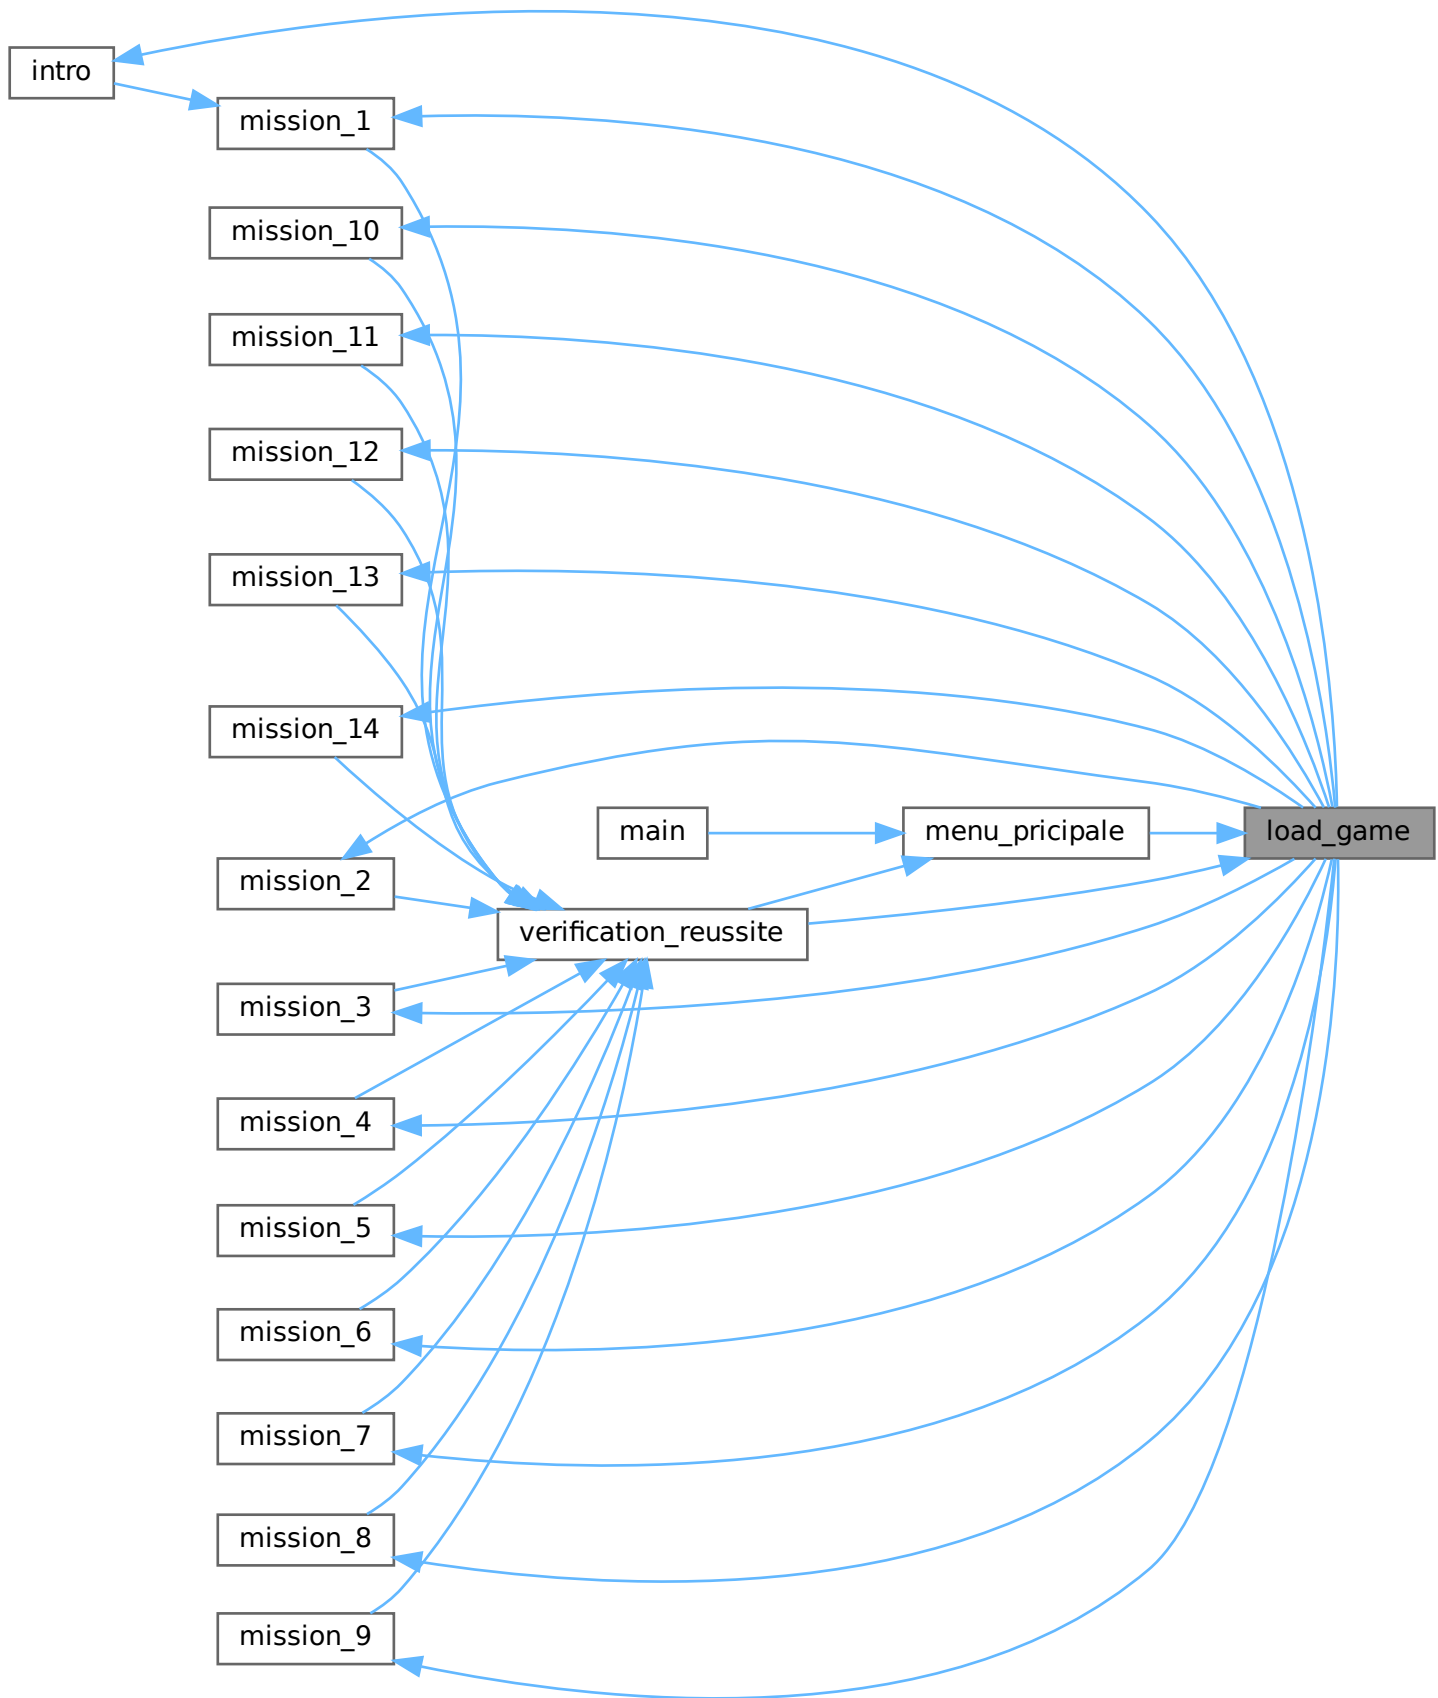 intro
mission_1
mission_10
mission_11
mission_12
mission_13
mission_14
main
menu_pricipale
load_game
mission_2
verification_reussite
mission_3
mission_4
mission_5
mission_6
mission_7
mission_8
mission_9